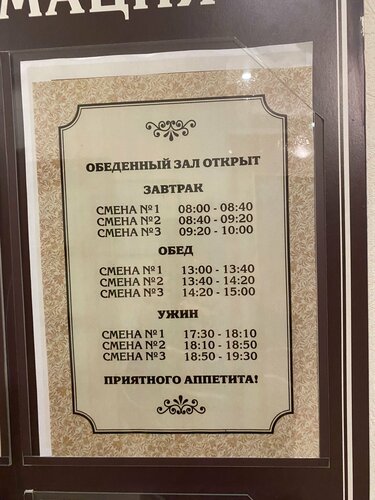 МАЦИЯ
ОБЕДЕННЫЙ ЗАЛ ОТКРЫТ
ЗАВТРАК
СМЕНА №1 08:00 - 08:40
СМЕНА №2 08:40 - 09:20
СМЕНА №3 09:20 - 10:00
ОБЕД
СМЕНА №1 13:00 - 13:40
СМЕНА №2 13:40 - 14:20
СМЕНА №3 14:20 - 15:00
УЖИН
СМЕНА №1 17:30 - 18:10
СМЕНА №2 18:10 - 18:50
СМЕНА №3 18:50 - 19:30
ПРИЯТНОГО АППЕТИТА!